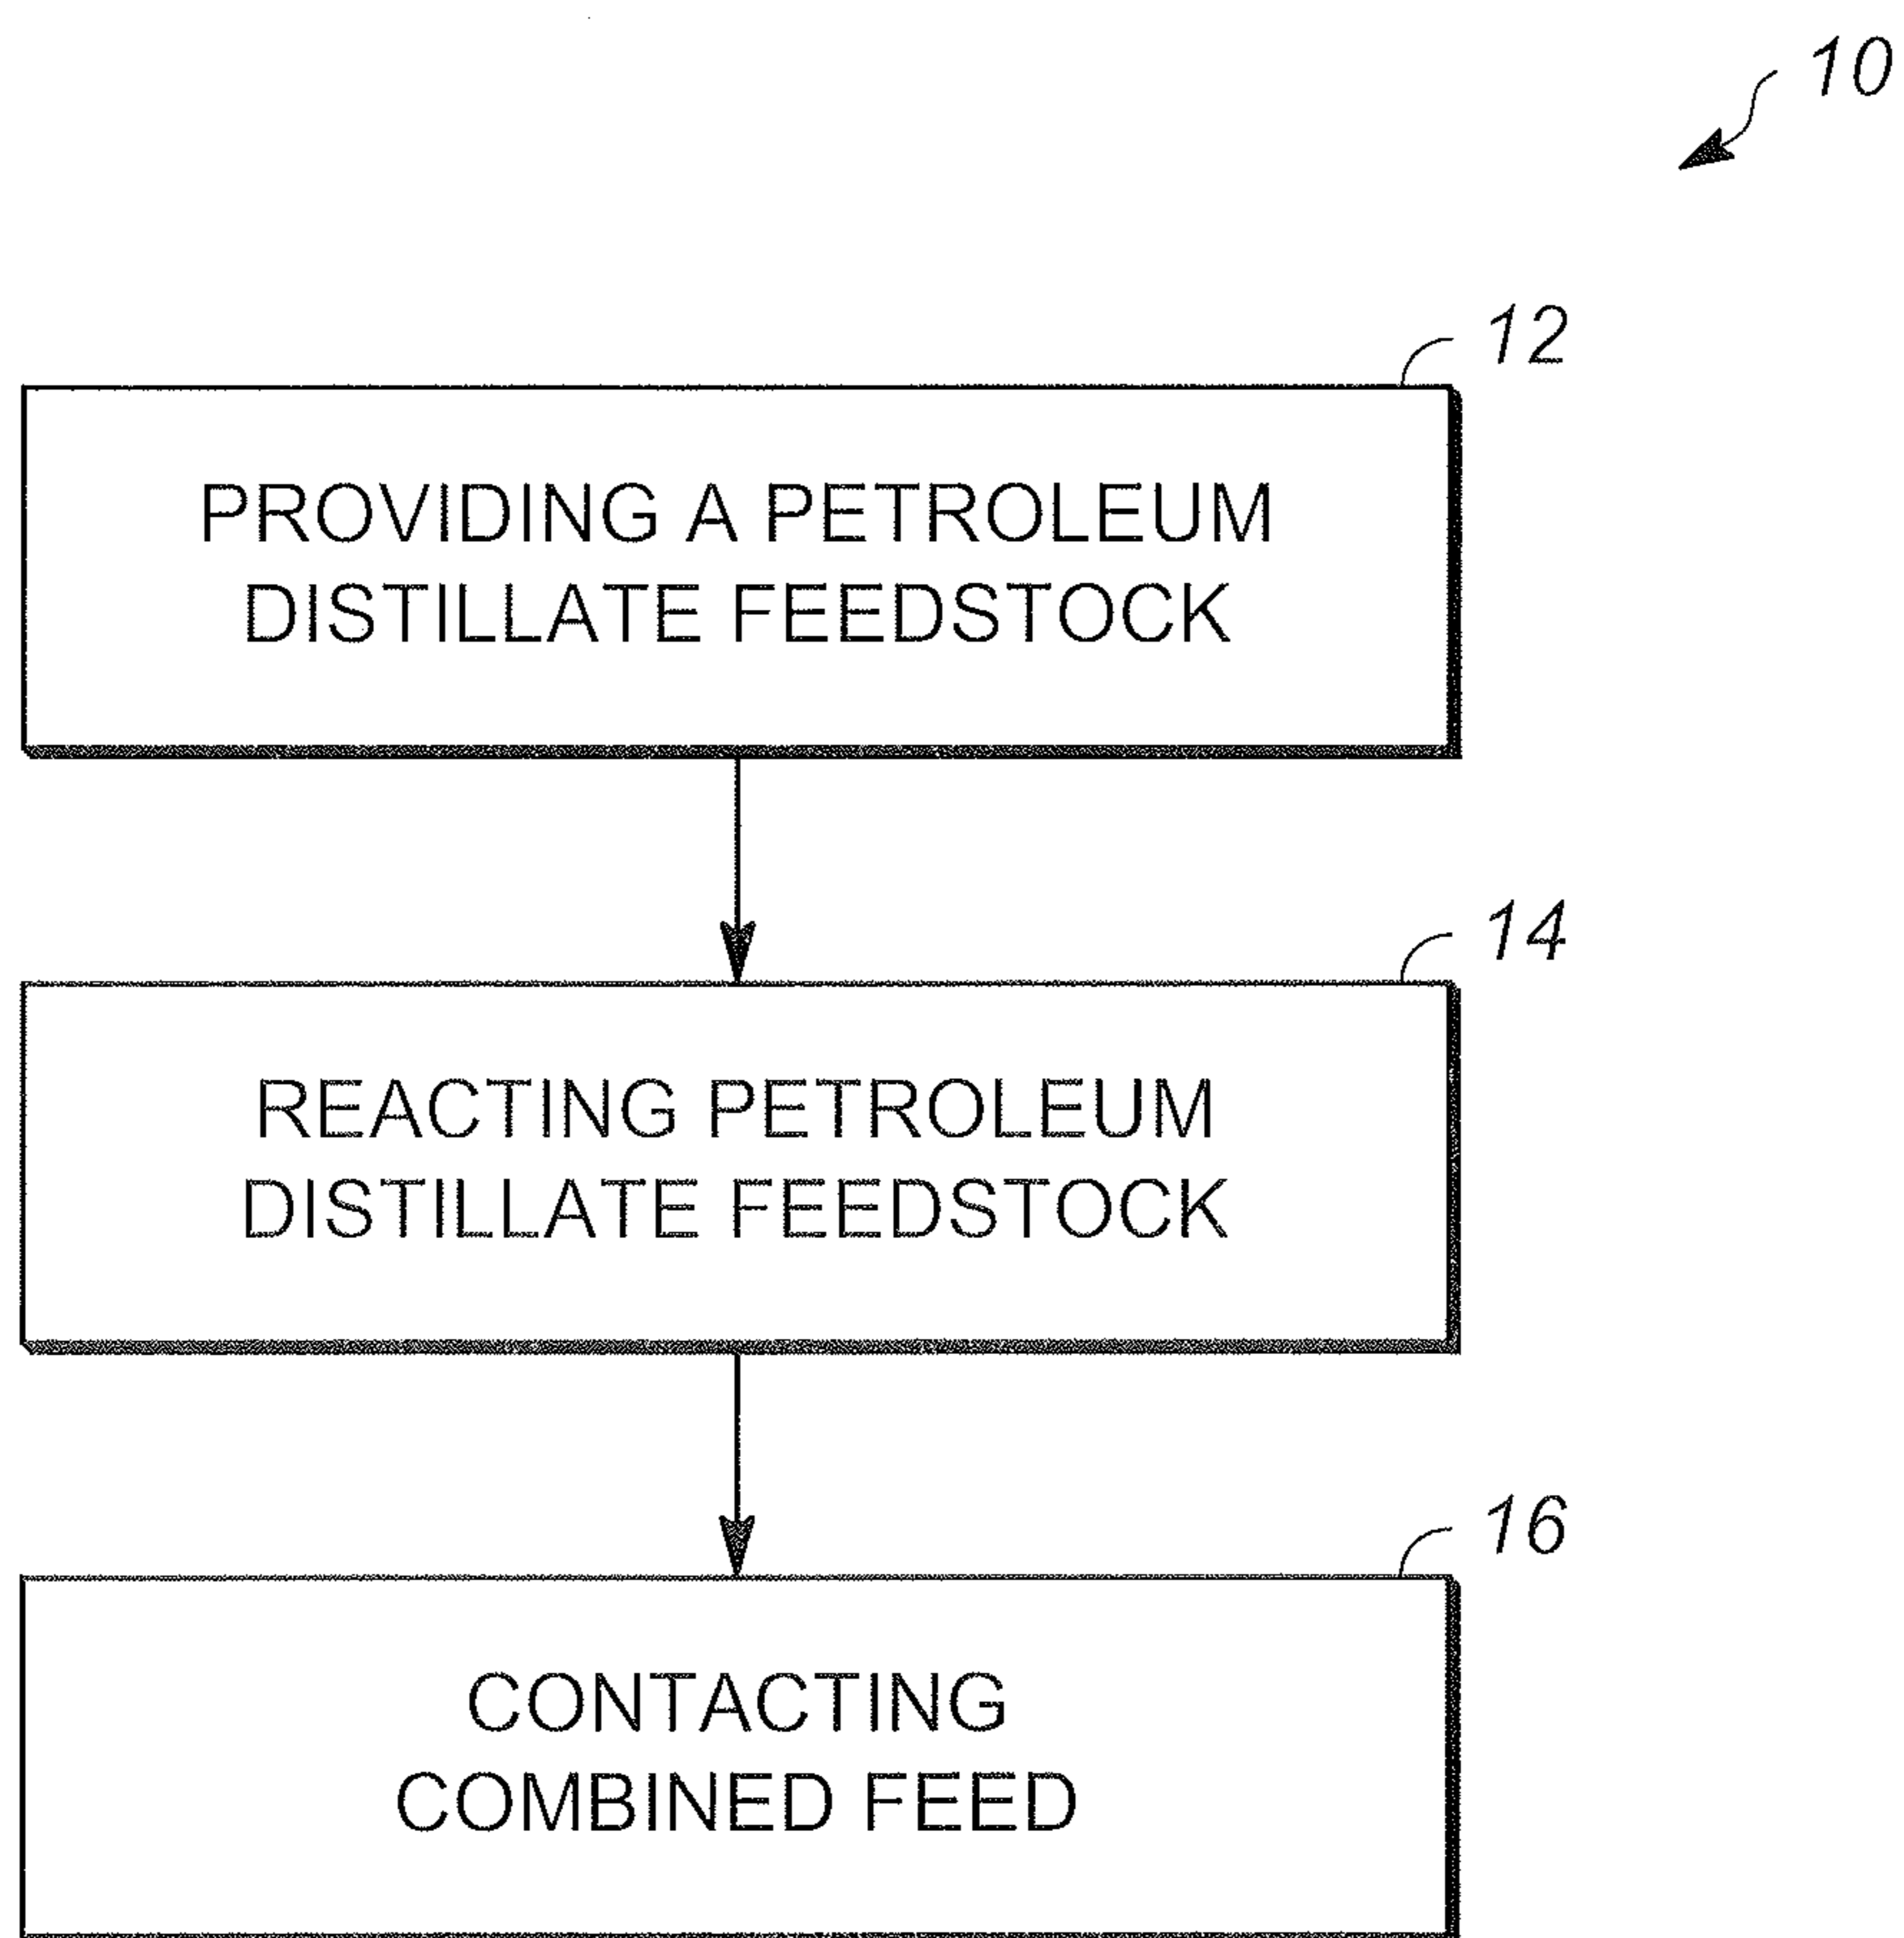 10
12
PROVIDING A PETROLEUM
DISTILLATE FEEDSTOCK
14
REACTING PETROLEUM
DISTILLATE FEEDSTOCK
16
CONTACTING
COMBINED FEED